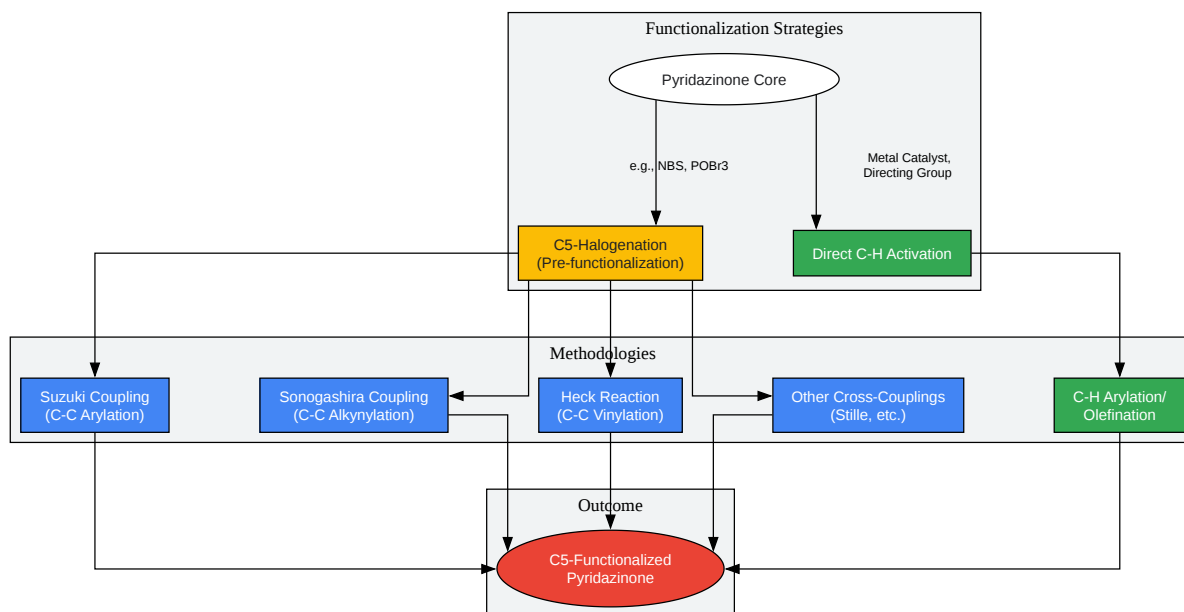 Functionalization Strategies
Pyridazinone Core
e.g., NBS, POBr3
Metal Catalyst,
Directing Group
C5-Halogenation
(Pre-functionalization)
Direct C-H Activation
Methodologies
Suzuki Coupling
(C-C Arylation)
Sonogashira Coupling
(C-C Alkynylation)
Heck Reaction
(C-C Vinylation)
Other Cross-Couplings
(Stille, etc.)
C-H Arylation/
Olefination
Outcome
C5-Functionalized
Pyridazinone